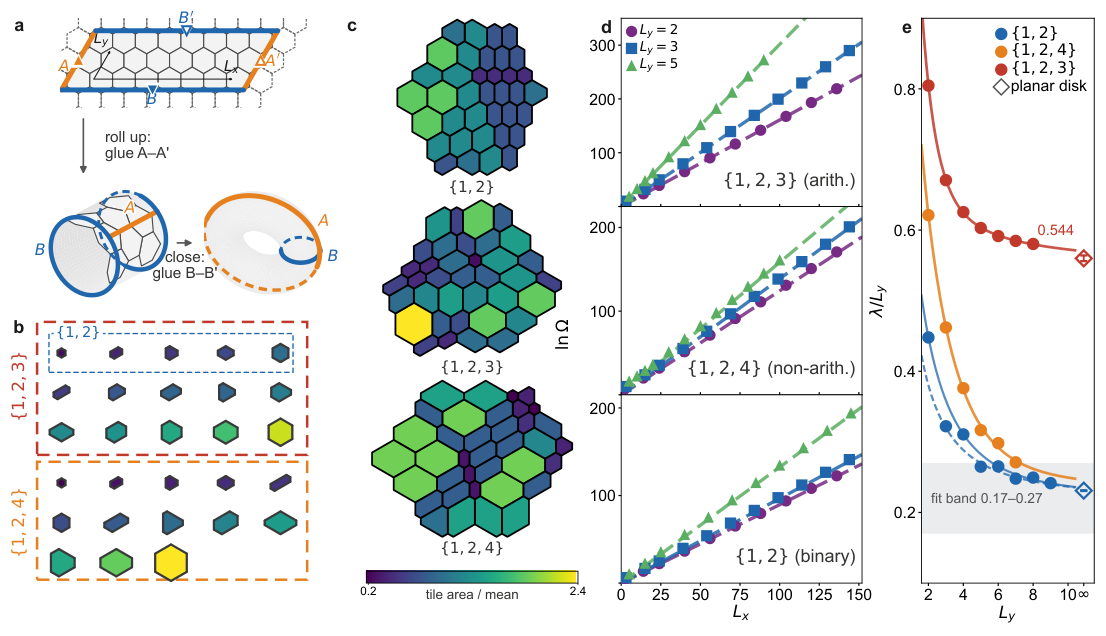 a
B′
L_y
A
A′
L_x
B
roll up:
glue A–A'
A
B
A
B
close:
glue B–B'
b
{1, 2}
{1, 2, 3}
{1, 2, 4}
c
{1, 2}
{1, 2, 3}
{1, 2, 4}
0.2
2.4
tile area / mean
d
L_y = 2
L_y = 3
L_y = 5
300
200
100
{1, 2, 3} (arith.)
200
100
{1, 2, 4} (non-arith.)
200
100
{1, 2} (binary)
ln Ω
0
25
50
75
100
125
150
L_x
e
{1, 2}
{1, 2, 4}
{1, 2, 3}
planar disk
0.8
0.6
0.4
0.2
0.544
fit band 0.17–0.27
λ/L_y
2
4
6
8
10
∞
L_y